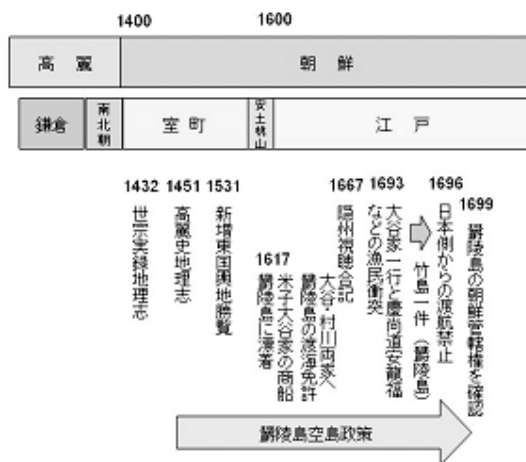 1400
1600
高麗
朝鮮
鎌倉
南北朝
室町
安土桃山
江戸
1432
世宗実録地理志
1451
高麗史地理志
1531
新増東国輿地勝覧
1617
米子大谷家の商船
鬱陵島に漂着
大谷・村川両家へ
鬱陵島の渡海免許
1667
隠州視聴合記
1693
大谷家一行と慶尚道安龍福
などの漁民衝突
竹島一件（鬱陵島）
1696
日本側からの渡航禁止
1699
鬱陵島の朝鮮管轄権を確認
鬱陵島空島政策